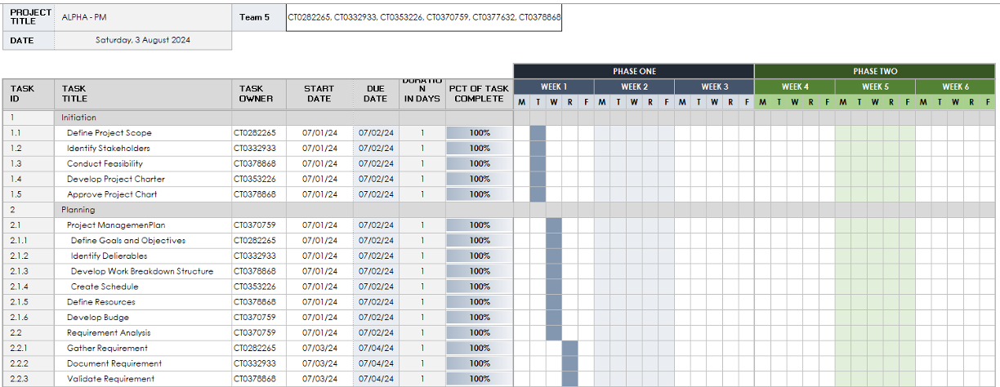 PROJECT TITLE ALPHA - PM Team 5 CT0282265, CT0332933, CT0353226, CT0370759, CT0377632, CT0378868
DATE Saturday, 3 August 2024
PHASE ONE PHASE TWO
WEEK 1 WEEK 2 WEEK 3 WEEK 4 WEEK 5 WEEK 6
TASK ID TASK TITLE TASK OWNER START DATE DUE DATE DURATION IN DAYS PCT OF TASK COMPLETE M T W R F M T W R F M T W R F M T W R F M T W R F M T W R F
1 Initiation
1.1 Define Project Scope CT0282265 07/01/24 07/02/24 1 100%
1.2 Identify Stakeholders CT0332933 07/01/24 07/02/24 1 100%
1.3 Conduct Feasibility CT0378868 07/01/24 07/02/24 1 100%
1.4 Develop Project Charter CT0353226 07/01/24 07/02/24 1 100%
1.5 Approve Project Chart CT0378868 07/01/24 07/02/24 1 100%
2 Planning
2.1 Project ManagemenPlan CT0370759 07/01/24 07/02/24 1 100%
2.1.1 Define Goals and Objectives CT0282265 07/01/24 07/02/24 1 100%
2.1.2 Identify Delierables CT0332933 07/01/24 07/02/24 1 100%
2.1.3 Develop Work Breakdown Structure CT0378868 07/01/24 07/02/24 1 100%
2.1.4 Create Schedule CT0353226 07/01/24 07/02/24 1 100%
2.1.5 Define Resources CT0378868 07/01/24 07/02/24 1 100%
2.1.6 Develop Budge CT0370759 07/01/24 07/02/24 1 100%
2.2 Requirement Analysis CT0370759 07/01/24 07/02/24 1 100%
2.2.1 Gather Requirement CT0282265 07/03/24 07/04/24 1 100%
2.2.2 Document Requirement CT0332933 07/03/24 07/04/24 1 100%
2.2.3 Validate Requirement CT0378868 07/03/24 07/04/24 1 100%